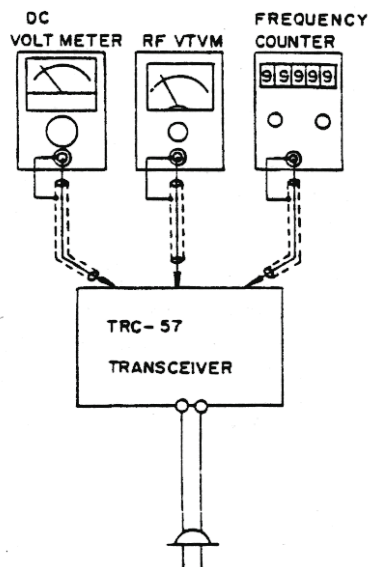 DC
VOLT METER
RF VTVM
FREQUENCY
COUNTER
99999
TRC-57
TRANSCEIVER